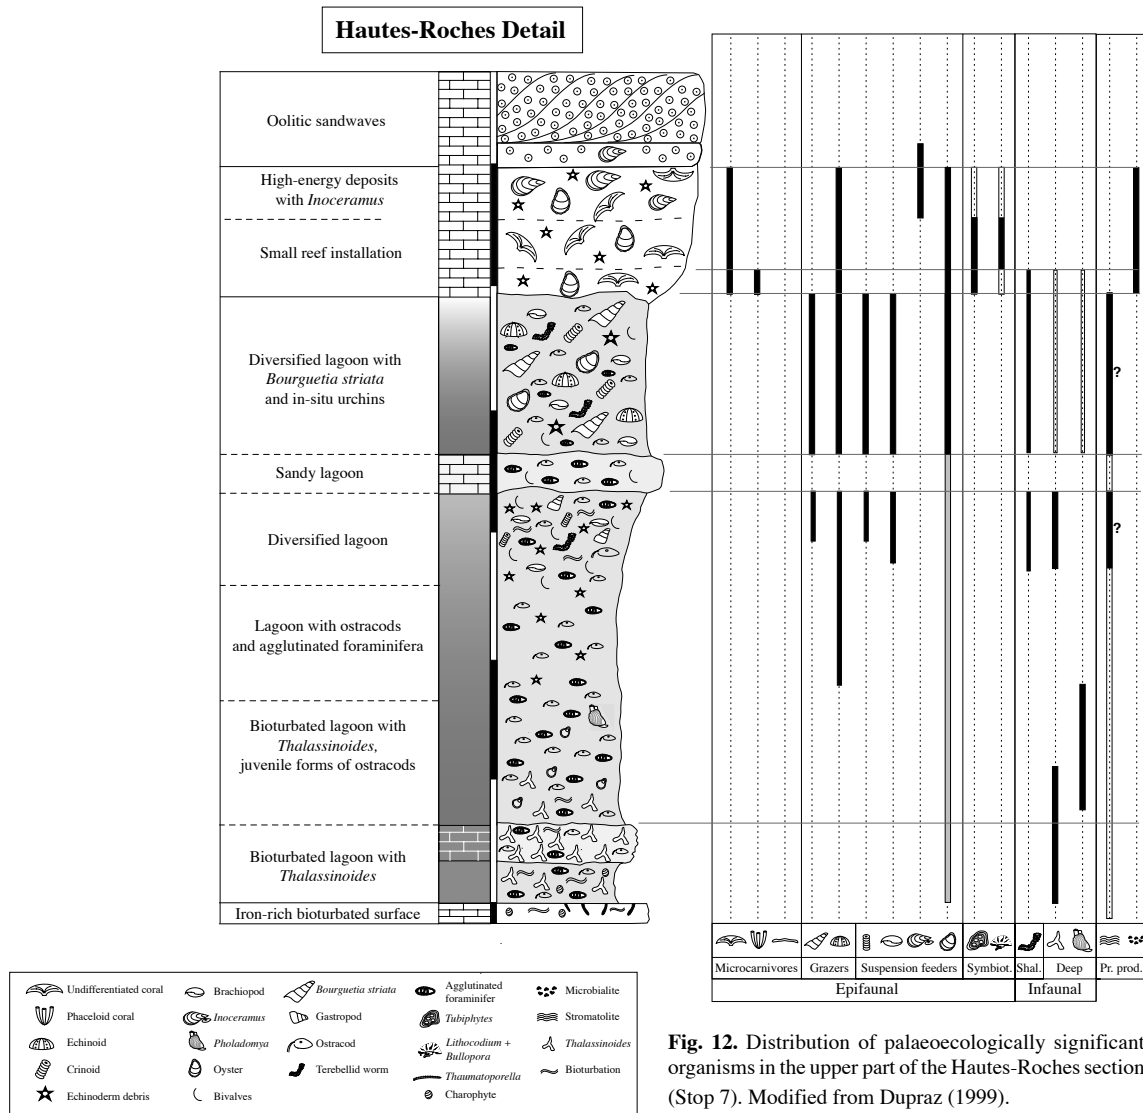 Hautes-Roches Detail
Oolitic sandwaves
High-energy deposits
with Inoceramus
Small reef installation
Diversified lagoon with
Bourguetia striata
and in-situ urchins
Sandy lagoon
Diversified lagoon
Lagoon with ostracods
and agglutinated foraminifera
Bioturbated lagoon with
Thalassinoides,
juvenile forms of ostracods
Bioturbated lagoon with
Thalassinoides
Iron-rich bioturbated surface
?
?
Microcarnivores
Grazers
Suspension feeders
Symbiot.
Shal.
Deep
Pr. prod.
Epifaunal
Infaunal
Undifferentiated coral
Phaceloid coral
Echinoid
Crinoid
Echinoderm debris
Brachiopod
Inoceramus
Pholadomya
Oyster
Bivalves
Bourguetia striata
Gastropod
Ostracod
Terebellid worm
Agglutinated
foraminifer
Tubiphytes
Lithocodium +
Bullopora
Thaumatoporella
Charophyte
Microbialite
Stromatolite
Thalassinoides
Bioturbation
Fig. 12. Distribution of palaeoecologically significant
organisms in the upper part of the Hautes-Roches section
(Stop 7). Modified from Dupraz (1999).